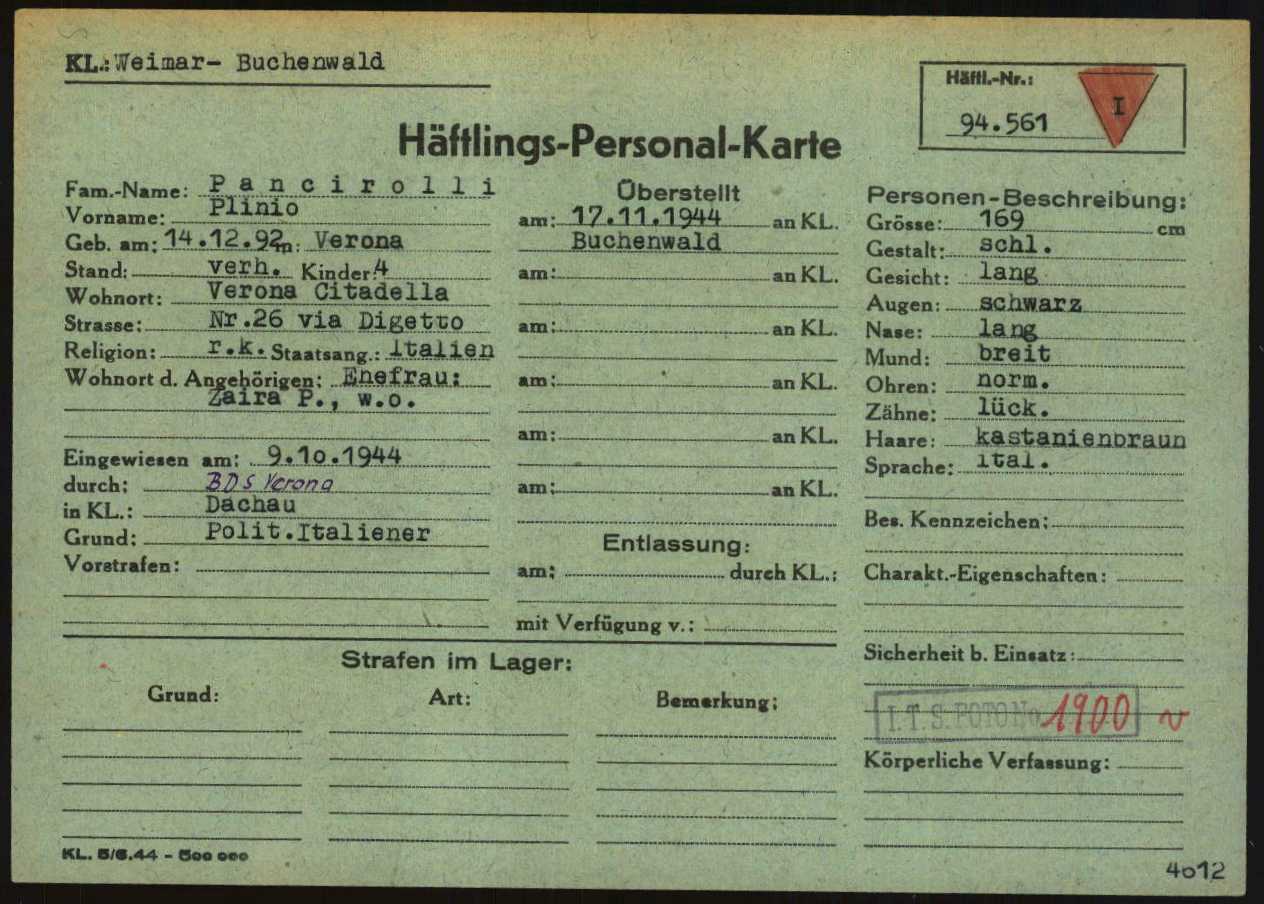 KL.: Weimar- Buchenwald
Häftl.-Nr.:
94.561
I
Häftlings-Personal-Karte
Fam.-Name: Pancirolli
Vorname: Plinio
Geb. am: 14.12.92 in: Verona
Stand: verh. Kinder: 4
Wohnort: Verona Citadella
Strasse: Nr.26 via Digetto
Religion: r.k. Staatsang.: Italien
Wohnort d. Angehörigen: Ehefrau:
Zaira P., w.o.
Eingewiesen am: 9.10.1944
durch: BDS Verona
in KL.: Dachau
Grund: Polit.Italiener
Vorstrafen:
Überstellt
am: 17.11.1944 an KL.
Buchenwald
am: an KL.
am: an KL.
am: an KL.
am: an KL.
am: an KL.
Entlassung:
am: durch KL.:
mit Verfügung v.:
Personen-Beschreibung:
Grösse: 169 cm
Gestalt: schl.
Gesicht: lang
Augen: schwarz
Nase: lang
Mund: breit
Ohren: norm.
Zähne: lück.
Haare: kastanienbraun
Sprache: ital.
Bes. Kennzeichen:
Charakt.-Eigenschaften:
Sicherheit b. Einsatz:
I.T.S. FOTO No 1900
Körperliche Verfassung:
Strafen im Lager:
Grund: Art: Bemerkung:
KL. 5/6.44 - 500 000
4612